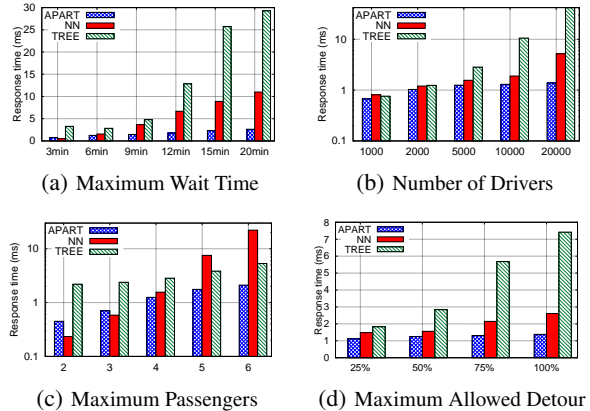 Response time (ms)
30
25
20
15
10
5
0
APART
NN
TREE
3min 6min 9min 12min 15min 20min
(a) Maximum Wait Time
Response time (ms)
10
1
0.1
APART
NN
TREE
1000 2000 5000 10000 20000
(b) Number of Drivers
Response time (ms)
10
1
0.1
APART
NN
TREE
2 3 4 5 6
(c) Maximum Passengers
Response time (ms)
8
7
6
5
4
3
2
1
0
APART
NN
TREE
25% 50% 75% 100%
(d) Maximum Allowed Detour